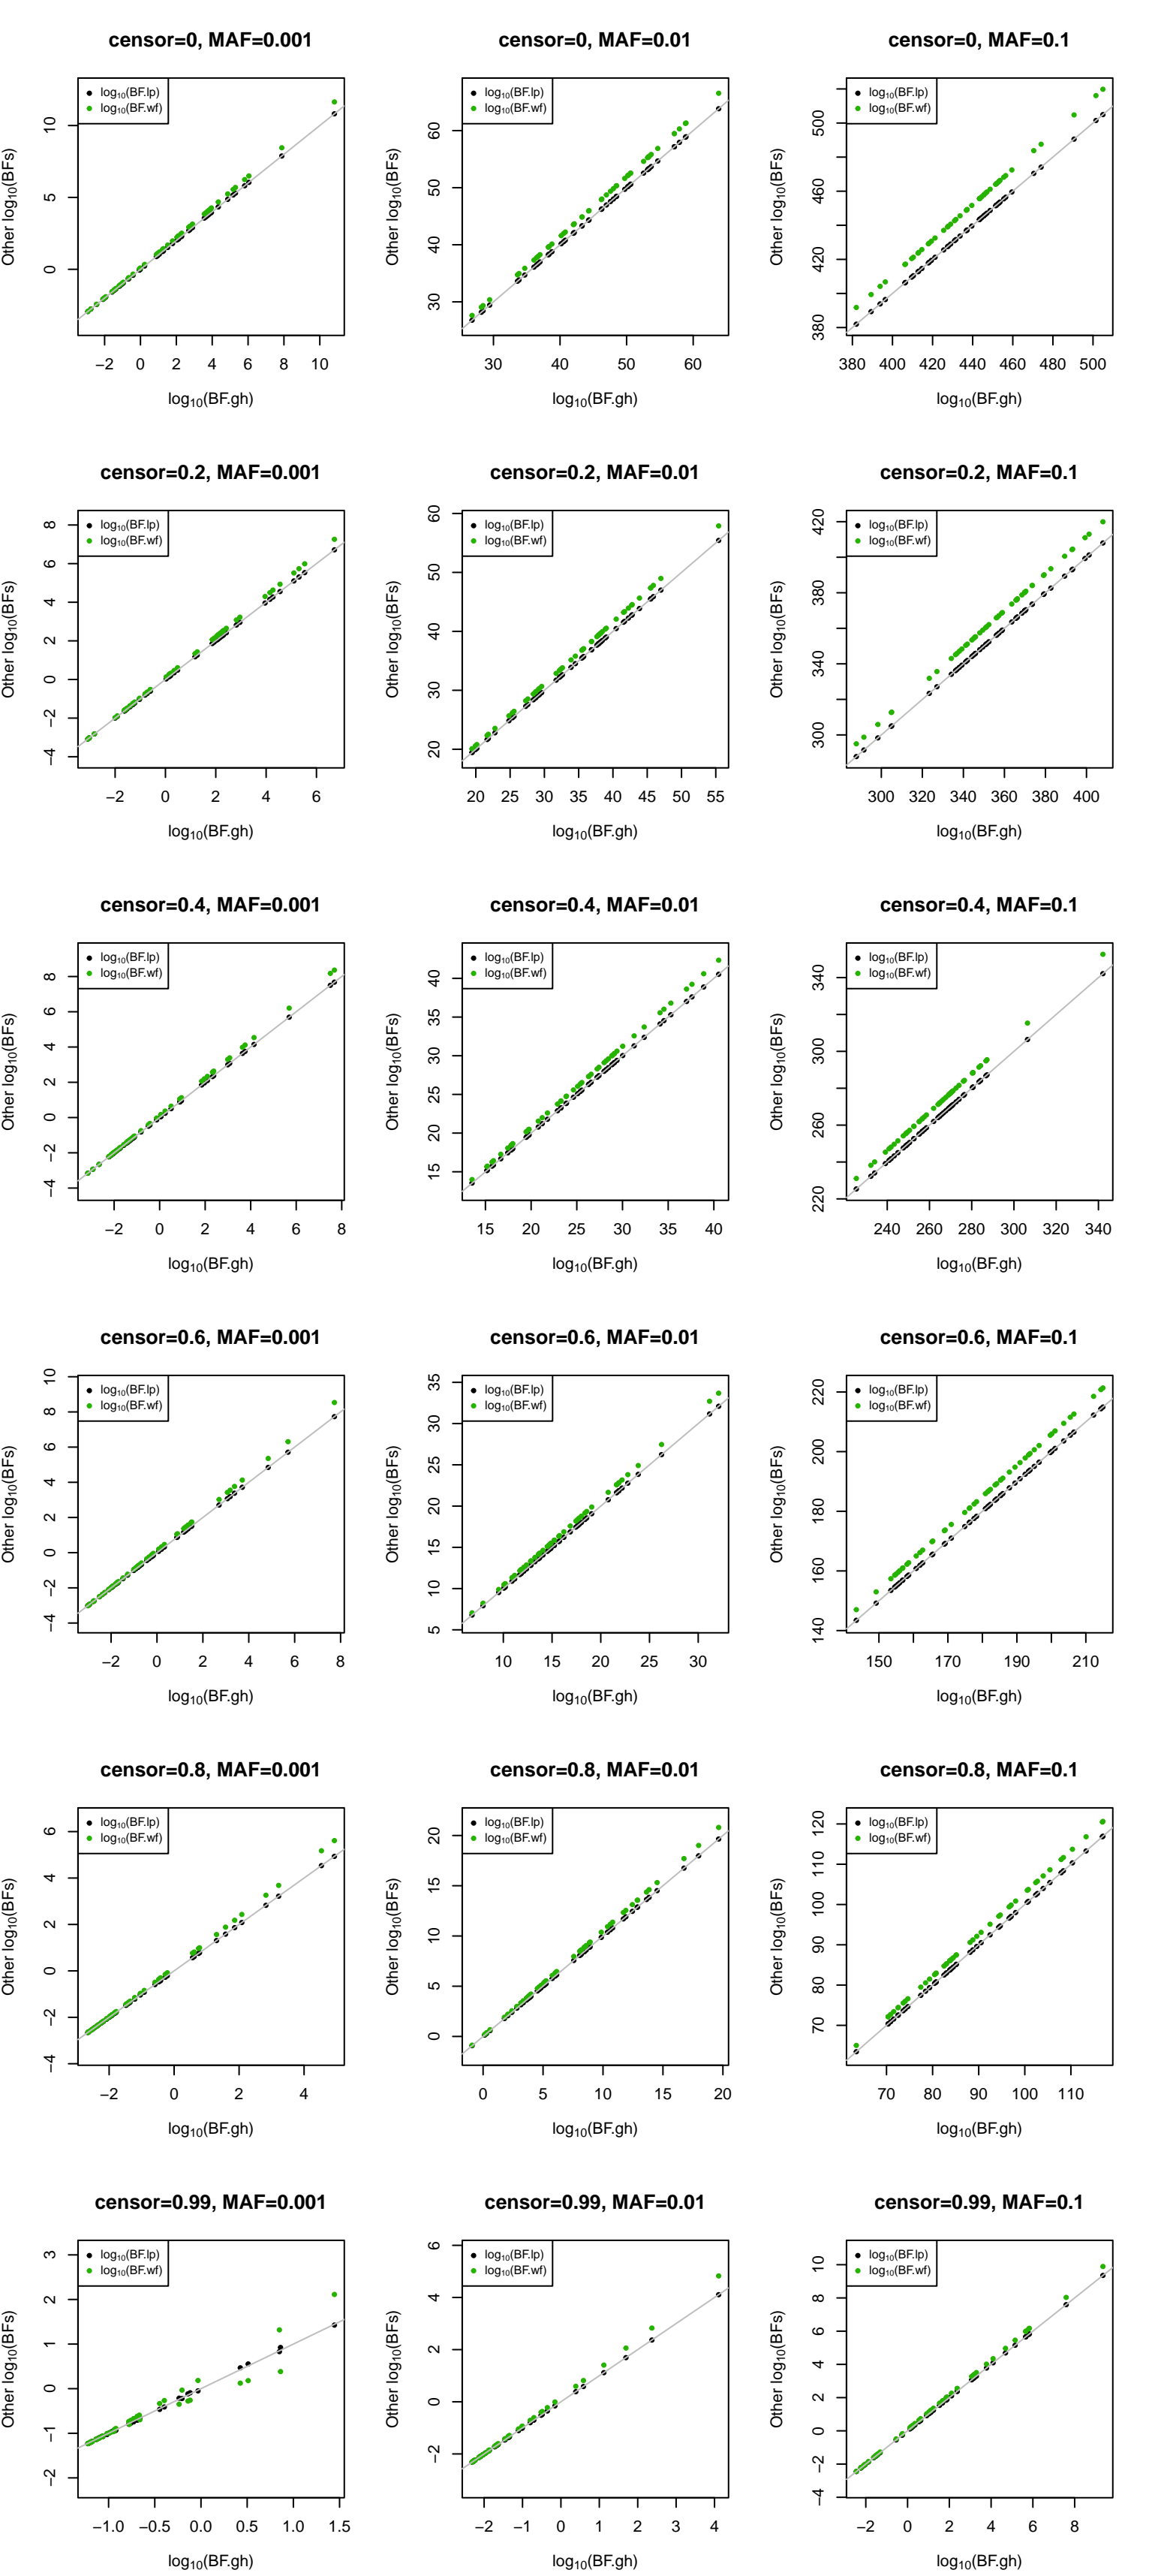 censor=0, MAF=0.001
log10(BF.lp)
log10(BF.wf)
Other log10(BFs)
10
5
0
−2 0 2 4 6 8 10
log10(BF.gh)
censor=0, MAF=0.01
log10(BF.lp)
log10(BF.wf)
Other log10(BFs)
60
50
40
30
30 40 50 60
log10(BF.gh)
censor=0, MAF=0.1
log10(BF.lp)
log10(BF.wf)
Other log10(BFs)
500
460
420
380
380 400 420 440 460 480 500
log10(BF.gh)
censor=0.2, MAF=0.001
log10(BF.lp)
log10(BF.wf)
Other log10(BFs)
8
6
4
2
0
−2
−4
−2 0 2 4 6
log10(BF.gh)
censor=0.2, MAF=0.01
log10(BF.lp)
log10(BF.wf)
Other log10(BFs)
60
50
40
30
20
20 25 30 35 40 45 50 55
log10(BF.gh)
censor=0.2, MAF=0.1
log10(BF.lp)
log10(BF.wf)
Other log10(BFs)
420
380
340
300
300 320 340 360 380 400
log10(BF.gh)
censor=0.4, MAF=0.001
log10(BF.lp)
log10(BF.wf)
Other log10(BFs)
8
6
4
2
0
−2
−4
−2 0 2 4 6 8
log10(BF.gh)
censor=0.4, MAF=0.01
log10(BF.lp)
log10(BF.wf)
Other log10(BFs)
40
35
30
25
20
15
15 20 25 30 35 40
log10(BF.gh)
censor=0.4, MAF=0.1
log10(BF.lp)
log10(BF.wf)
Other log10(BFs)
340
300
260
220
240 260 280 300 320 340
log10(BF.gh)
censor=0.6, MAF=0.001
log10(BF.lp)
log10(BF.wf)
Other log10(BFs)
10
8
6
4
2
0
−2
−4
−2 0 2 4 6 8
log10(BF.gh)
censor=0.6, MAF=0.01
log10(BF.lp)
log10(BF.wf)
Other log10(BFs)
35
30
25
20
15
10
5
10 15 20 25 30
log10(BF.gh)
censor=0.6, MAF=0.1
log10(BF.lp)
log10(BF.wf)
Other log10(BFs)
220
200
180
160
140
150 170 190 210
log10(BF.gh)
censor=0.8, MAF=0.001
log10(BF.lp)
log10(BF.wf)
Other log10(BFs)
6
4
2
0
−2
−4
−2 0 2 4
log10(BF.gh)
censor=0.8, MAF=0.01
log10(BF.lp)
log10(BF.wf)
Other log10(BFs)
20
15
10
5
0
0 5 10 15 20
log10(BF.gh)
censor=0.8, MAF=0.1
log10(BF.lp)
log10(BF.wf)
Other log10(BFs)
120
110
100
90
80
70
70 80 90 100 110
log10(BF.gh)
censor=0.99, MAF=0.001
log10(BF.lp)
log10(BF.wf)
Other log10(BFs)
3
2
1
0
−1
−2
−1.0 −0.5 0.0 0.5 1.0 1.5
log10(BF.gh)
censor=0.99, MAF=0.01
log10(BF.lp)
log10(BF.wf)
Other log10(BFs)
6
4
2
0
−2
−2 −1 0 1 2 3 4
log10(BF.gh)
censor=0.99, MAF=0.1
log10(BF.lp)
log10(BF.wf)
Other log10(BFs)
10
8
6
4
2
0
−2
−4
−2 0 2 4 6 8
log10(BF.gh)